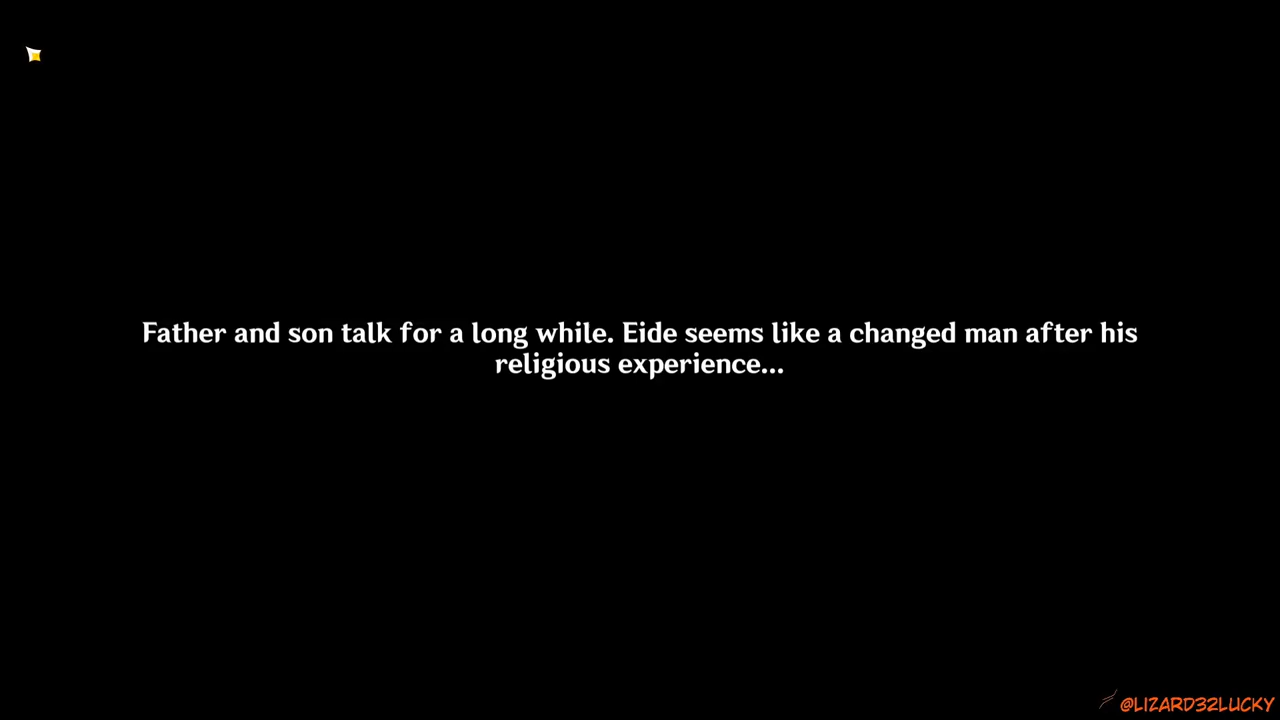 Father and son talk for a long while. Eide seems like a changed man after his
religious experience...
@LIZARD32LUCKY